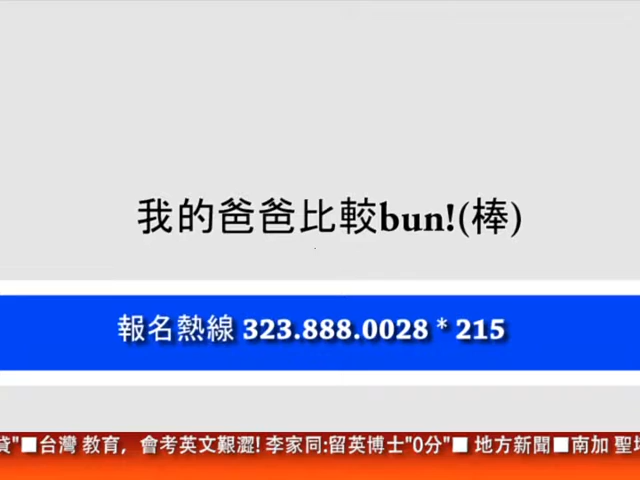 我的爸爸比較bun!(棒)
報名熱線 323.888.0028 * 215
貸"■台灣 教育，會考英文艱澀! 李家同:留英博士"0分"■ 地方新聞■南加 聖